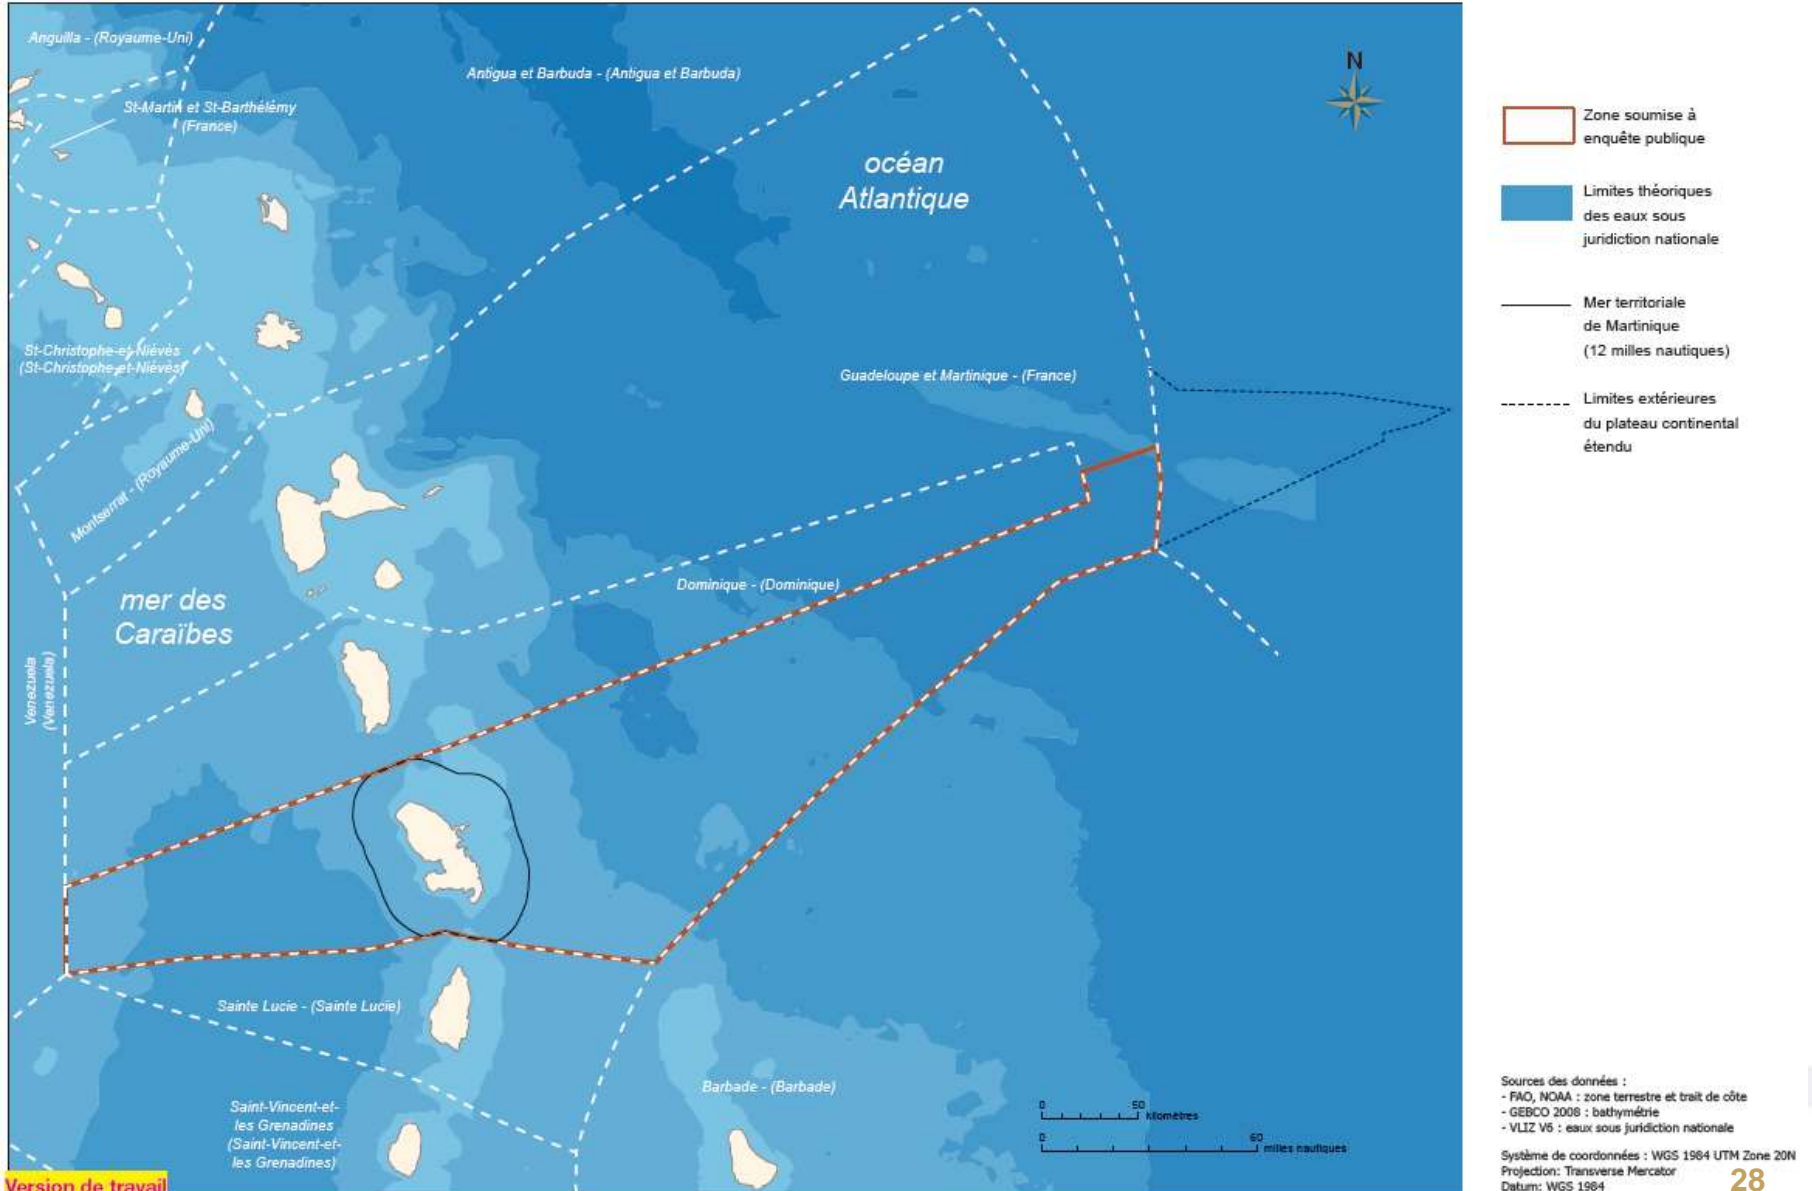 Anguilla - (Royaume-Uni)
St-Martin et St-Barthélémy
(France)
Antigua et Barbuda - (Antigua et Barbuda)
N
océan
Atlantique
St-Christophe-et-Niévès
(St-Christophe-et-Niévès)
Guadeloupe et Martinique - (France)
Montserrat - (Royaume-Uni)
mer des
Caraïbes
Dominique - (Dominique)
Venezuela
(Venezuela)
Sainte Lucie - (Sainte Lucie)
Barbade - (Barbade)
Saint-Vincent-et-
les Grenadines
(Saint-Vincent-et-
les Grenadines)
0 50
kilomètres
0 60
milles nautiques
Version de travail
Zone soumise à
enquête publique
Limites théoriques
des eaux sous
juridiction nationale
Mer territoriale
de Martinique
(12 milles nautiques)
Limites extérieures
du plateau continental
étendu
Sources des données :
- FAO, NOAA : zone terrestre et trait de côte
- GEBCO 2008 : bathymétrie
- VLIZ V6 : eaux sous juridiction nationale
Système de coordonnées : WGS 1984 UTM Zone 20N
Projection: Transverse Mercator
Datum: WGS 1984
28